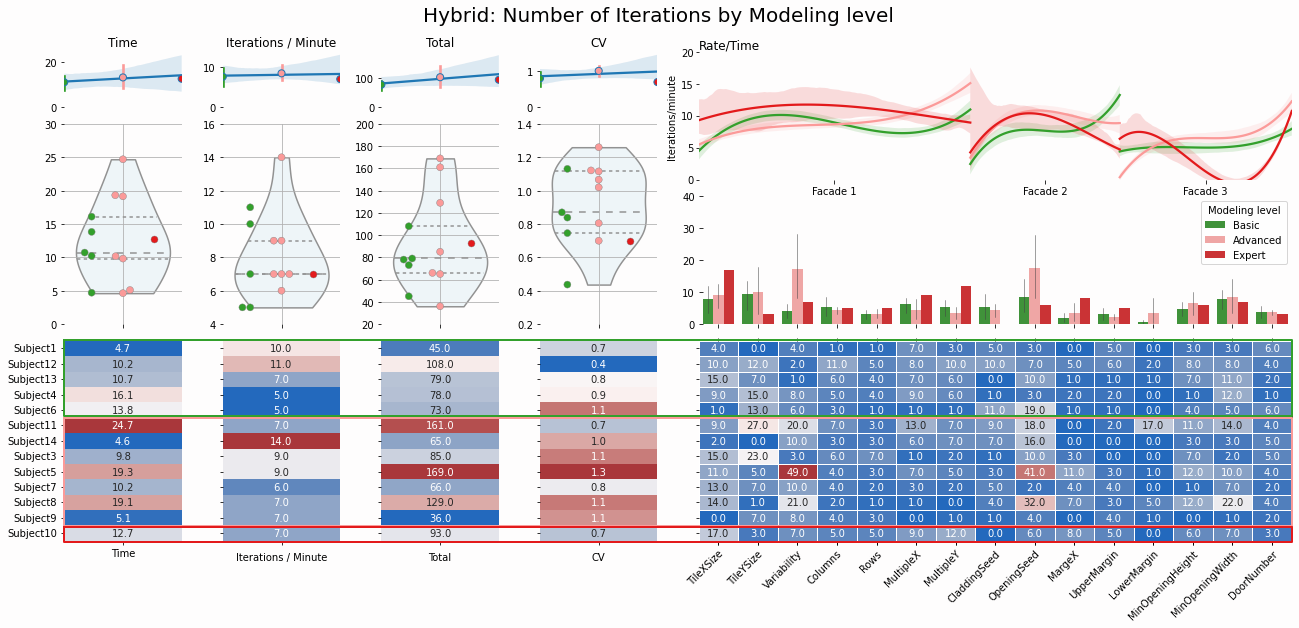 Hybrid: Number of Iterations by Modeling level
Time Iterations / Minute Total CV Rate/Time
20 0
10 0
100 0
1 0
20 15 10 5 0
Iterations/minute
Facade 1 Facade 2 Facade 3
30 25 20 15 10 5 0
16 14 12 10 8 6 4
200 180 160 140 120 100 80 60 40 20
1.4 1.2 1.0 0.8 0.6 0.4 0.2
40 30 20 10 0
Modeling level
Basic
Advanced
Expert
Subject1 4.7 10.0 45.0 0.7 4.0 0.0 4.0 1.0 1.0 7.0 3.0 5.0 3.0 0.0 5.0 0.0 3.0 3.0 6.0
Subject12 10.2 11.0 108.0 0.4 10.0 12.0 2.0 11.0 5.0 8.0 10.0 10.0 7.0 5.0 6.0 2.0 8.0 8.0 4.0
Subject13 10.7 7.0 79.0 0.8 15.0 7.0 1.0 6.0 4.0 7.0 6.0 0.0 10.0 1.0 1.0 1.0 7.0 11.0 2.0
Subject4 16.1 5.0 78.0 0.9 9.0 15.0 8.0 5.0 4.0 9.0 6.0 1.0 3.0 2.0 2.0 0.0 1.0 12.0 1.0
Subject6 13.8 5.0 73.0 1.1 1.0 13.0 6.0 3.0 1.0 1.0 1.0 11.0 19.0 1.0 1.0 0.0 4.0 5.0 6.0
Subject11 24.7 7.0 161.0 0.7 9.0 27.0 20.0 7.0 3.0 13.0 7.0 9.0 18.0 0.0 2.0 17.0 11.0 14.0 4.0
Subject14 4.6 14.0 65.0 1.0 2.0 0.0 10.0 3.0 3.0 6.0 7.0 7.0 16.0 0.0 0.0 0.0 3.0 3.0 5.0
Subject3 9.8 9.0 85.0 1.1 15.0 23.0 3.0 6.0 7.0 1.0 2.0 1.0 10.0 3.0 0.0 0.0 7.0 2.0 5.0
Subject5 19.3 9.0 169.0 1.3 11.0 5.0 49.0 4.0 3.0 7.0 5.0 3.0 41.0 11.0 3.0 1.0 12.0 10.0 4.0
Subject7 10.2 6.0 66.0 0.8 13.0 7.0 10.0 4.0 2.0 3.0 2.0 5.0 2.0 4.0 4.0 0.0 1.0 7.0 2.0
Subject8 19.1 7.0 129.0 1.1 14.0 1.0 21.0 2.0 1.0 1.0 0.0 4.0 32.0 7.0 3.0 5.0 12.0 22.0 4.0
Subject9 5.1 7.0 36.0 1.1 0.0 7.0 8.0 4.0 3.0 0.0 1.0 1.0 4.0 0.0 4.0 1.0 0.0 1.0 2.0
Subject10 12.7 7.0 93.0 0.7 17.0 3.0 7.0 5.0 5.0 9.0 12.0 0.0 6.0 8.0 5.0 0.0 6.0 7.0 3.0
Time Iterations / Minute Total CV
TileXSize TileYSize Variability Columns Rows MultipleX MultipleY CladdingSeed OpeningSeed MargeX UpperMargin LowerMargin MinOpeningHeight MinOpeningWidth DoorNumber